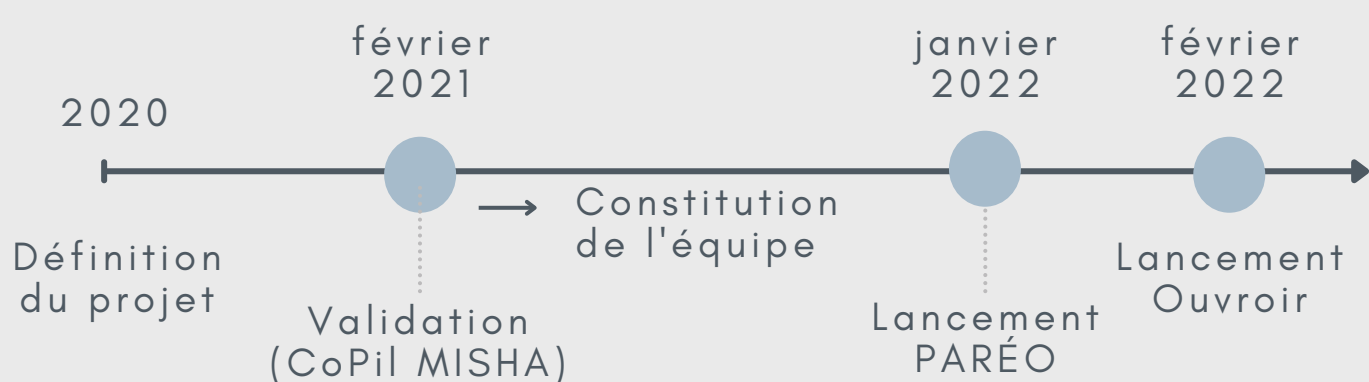 2020
Définition
du projet
février
2021
Validation
(CoPil MISHA)
Constitution
de l'équipe
janvier
2022
Lancement
PARÉO
février
2022
Lancement
Ouvroir